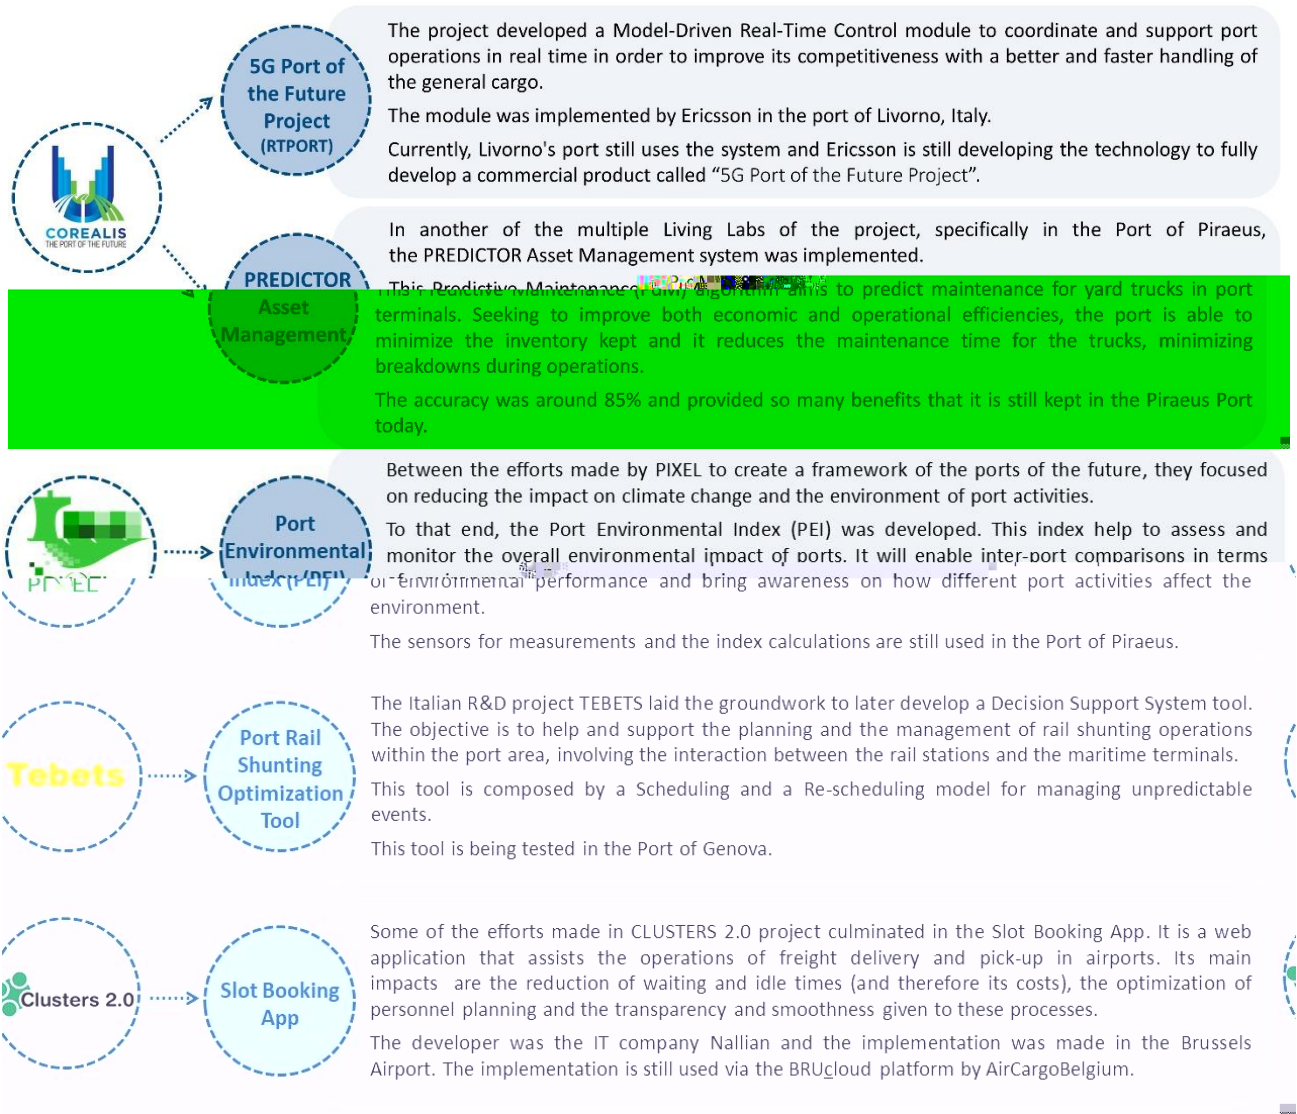 5G Port of
the Future
Project
(RTPORT)
The project developed a Model-Driven Real-Time Control module to coordinate and support port
operations in real time in order to improve its competitiveness with a better and faster handling of
the general cargo.
The module was implemented by Ericsson in the port of Livorno, Italy.
Currently, Livorno's port still uses the system and Ericsson is still developing the technology to fully
develop a commercial product called “5G Port of the Future Project”.
COREALIS
THE PORT OF THE FUTURE
PREDICTOR
Asset
Management
In another of the multiple Living Labs of the project, specifically in the Port of Piraeus,
the PREDICTOR Asset Management system was implemented.
This Predictive Maintenance (PdM) algorithm aims to predict maintenance for yard trucks in port
terminals. Seeking to improve both economic and operational efficiencies, the port is able to
minimize the inventory kept and it reduces the maintenance time for the trucks, minimizing
breakdowns during operations.
The accuracy was around 85% and provided so many benefits that it is still kept in the Piraeus Port
today.
PIXEL
Port
Environmental
Index (PEI)
Between the efforts made by PIXEL to create a framework of the ports of the future, they focused
on reducing the impact on climate change and the environment of port activities.
To that end, the Port Environmental Index (PEI) was developed. This index help to assess and
monitor the overall environmental impact of ports. It will enable inter-port comparisons in terms
of environmental performance and bring awareness on how different port activities affect the
environment.
The sensors for measurements and the index calculations are still used in the Port of Piraeus.
Tebets
Port Rail
Shunting
Optimization
Tool
The Italian R&D project TEBETS laid the groundwork to later develop a Decision Support System tool.
The objective is to help and support the planning and the management of rail shunting operations
within the port area, involving the interaction between the rail stations and the maritime terminals.
This tool is composed by a Scheduling and a Re-scheduling model for managing unpredictable
events.
This tool is being tested in the Port of Genova.
Clusters 2.0
Slot Booking
App
Some of the efforts made in CLUSTERS 2.0 project culminated in the Slot Booking App. It is a web
application that assists the operations of freight delivery and pick-up in airports. Its main
impacts are the reduction of waiting and idle times (and therefore its costs), the optimization of
personnel planning and the transparency and smoothness given to these processes.
The developer was the IT company Nallian and the implementation was made in the Brussels
Airport. The implementation is still used via the BRUcloud platform by AirCargoBelgium.